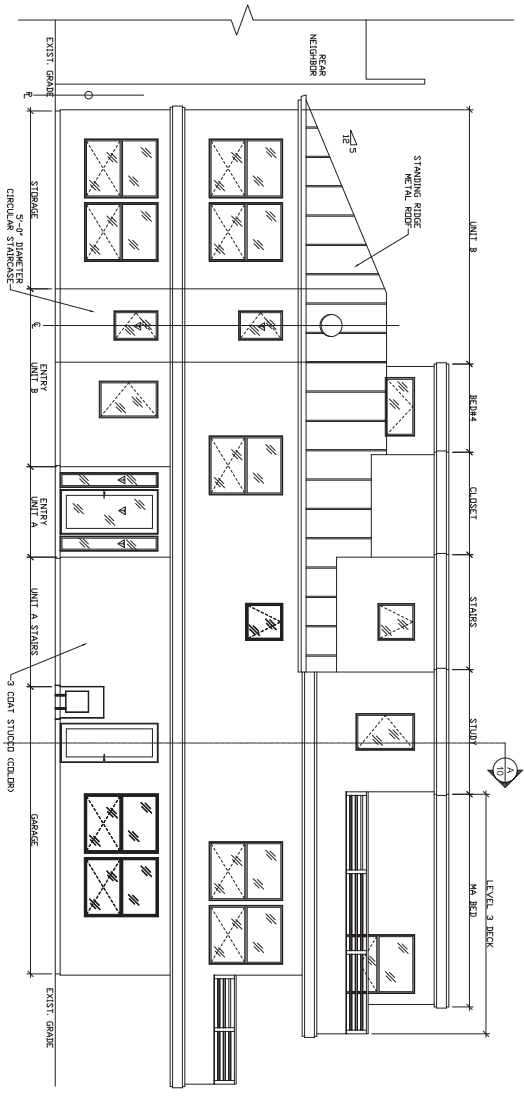 LEVEL 3 DECK
UNIT B
BED#4
CLOSET
STAIRS
STUDY
MA BED
A
10
STANDING RIDGE
METAL ROOF
5
12
REAR
NEIGHBOR
EXIST. GRADE
STORAGE
ENTRY
UNIT B
ENTRY
UNIT A
UNIT A STAIRS
GARAGE
EXIST. GRADE
5'-0" DIAMETER
CIRCULAR STAIRCASE
3 COAT STUCCO (COLOR)